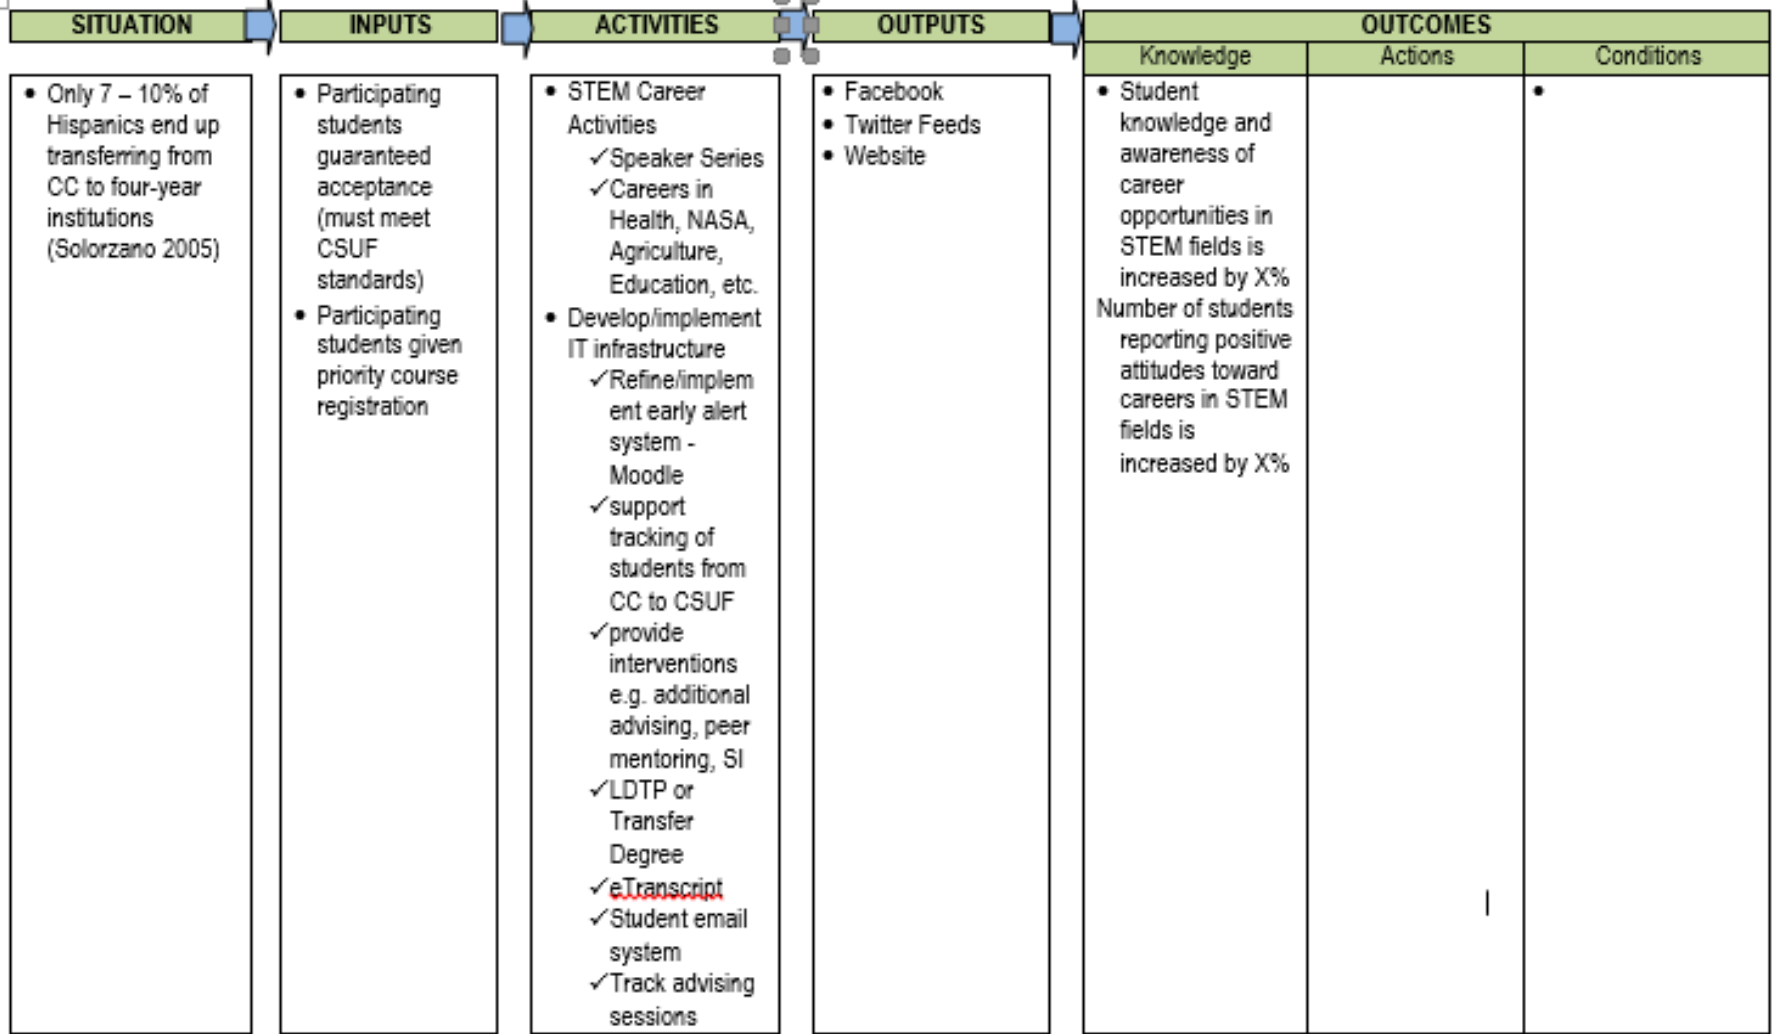 SITUATION
INPUTS
ACTIVITIES
OUTPUTS
OUTCOMES
Knowledge
Actions
Conditions
• Only 7 – 10% of
Hispanics end up
transferring from
CC to four-year
institutions
(Solorzano 2005)
• Participating
students
guaranteed
acceptance
(must meet
CSUF
standards)
• Participating
students given
priority course
registration
• STEM Career
Activities
✓Speaker Series
✓Careers in
Health, NASA,
Agriculture,
Education, etc.
• Develop/implement
IT infrastructure
✓Refine/implem
ent early alert
system -
Moodle
✓support
tracking of
students from
CC to CSUF
✓provide
interventions
e.g. additional
advising, peer
mentoring, SI
✓LDTP or
Transfer
Degree
✓eTranscript
✓Student email
system
✓Track advising
sessions
• Facebook
• Twitter Feeds
• Website
• Student
knowledge and
awareness of
career
opportunities in
STEM fields is
increased by X%
Number of students
reporting positive
attitudes toward
careers in STEM
fields is
increased by X%
•